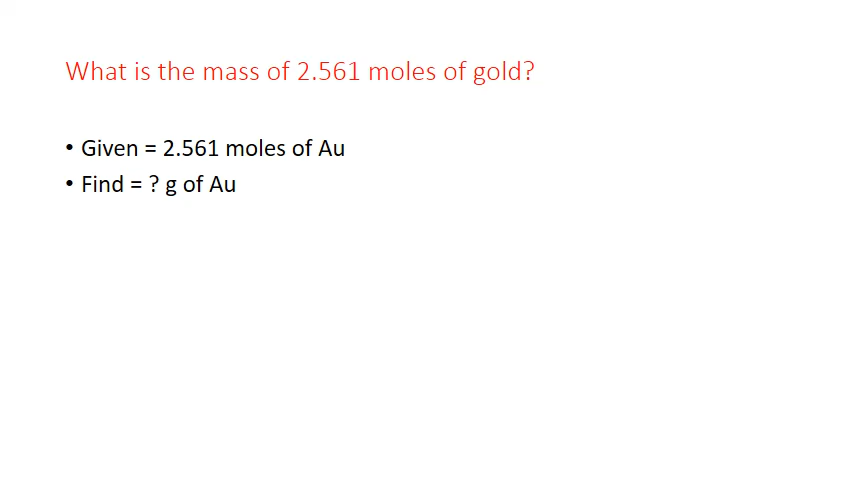 What is the mass of 2.561 moles of gold?
• Given = 2.561 moles of Au
• Find = ? g of Au